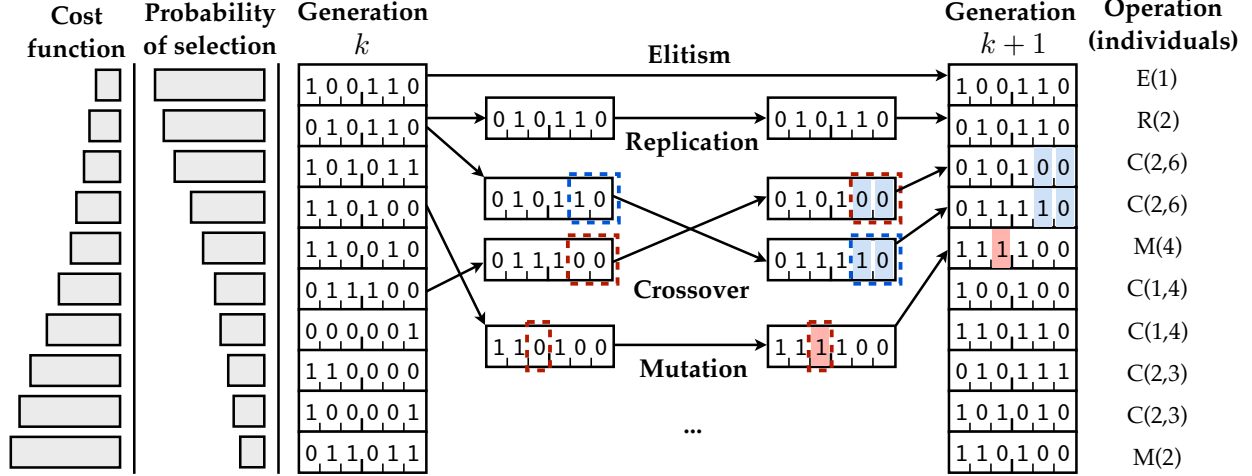 Cost function
Probability of selection
Generation k
Generation k + 1
Operation (individuals)
Elitism
1 0 0 1 1 0
1 0 0 1 1 0
E(1)
0 1 0 1 1 0
0 1 0 1 1 0
0 1 0 1 1 0
0 1 0 1 1 0
R(2)
Replication
1 0 1 0 1 1
0 1 0 1 1 0
0 1 0 1 0 0
0 1 0 1 0 0
C(2,6)
1 1 0 1 0 0
0 1 1 1 1 0
C(2,6)
1 1 0 0 1 0
0 1 1 1 0 0
0 1 1 1 1 0
1 1 1 1 0 0
M(4)
Crossover
0 1 1 1 0 0
1 0 0 1 0 0
C(1,4)
0 0 0 0 0 1
1 1 0 1 0 0
1 1 1 1 0 0
1 1 0 1 1 0
C(1,4)
Mutation
1 1 0 0 0 0
0 1 0 1 1 1
C(2,3)
1 0 0 0 0 1
1 0 1 0 1 0
C(2,3)
...
0 1 1 0 1 1
1 1 0 1 0 0
M(2)